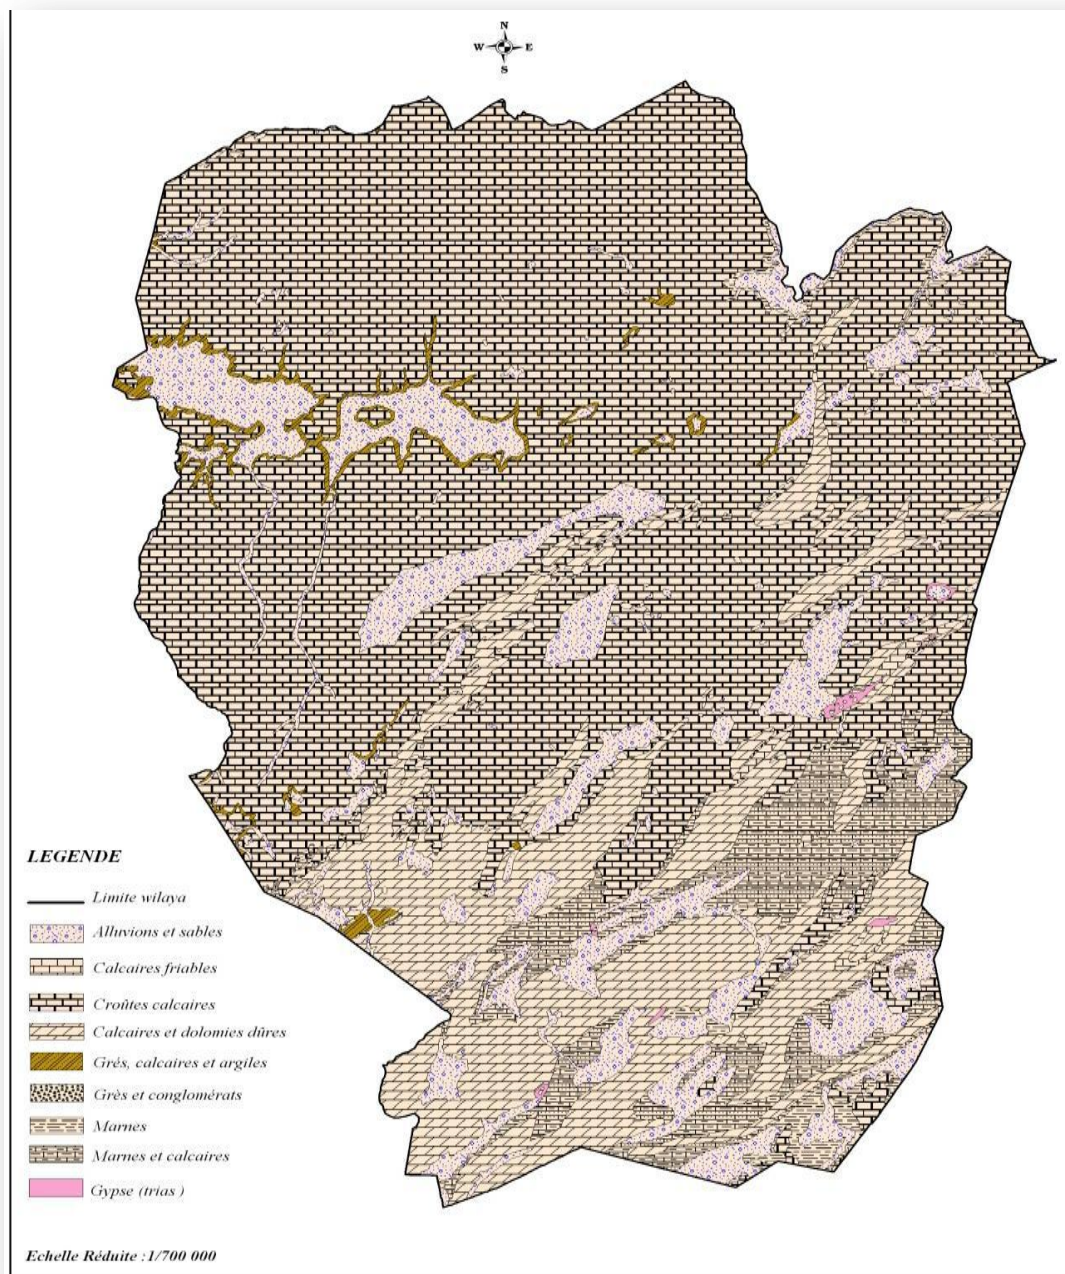 N
W E
S
LEGENDE
Limite wilaya
Alluvions et sables
Calcaires friables
Croûtes calcaires
Calcaires et dolomies dûres
Grés, calcaires et argiles
Grès et conglomérats
Marnes
Marnes et calcaires
Gypse (trias )
Echelle Réduite :1/700 000